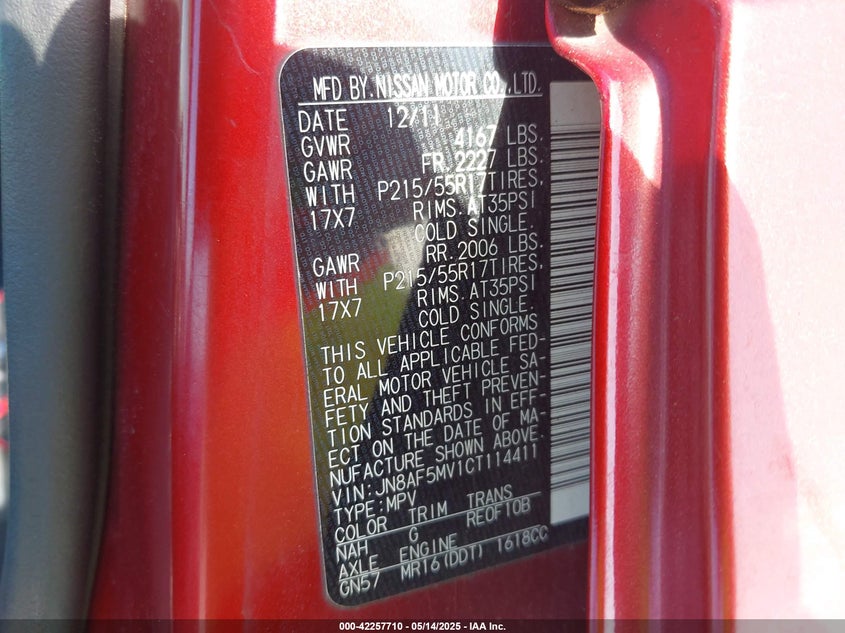 MFD BY.NISSAN MOTOR CO.,LTD.
DATE 12/11
GVWR 4167 LBS.
GAWR FR.2227 LBS.
WITH P215/55R17TIRES,
17X7 RIMS.AT35PSI
COLD SINGLE.
GAWR RR.2006 LBS.
WITH P215/55R17TIRES,
17X7 RIMS.AT35PSI
COLD SINGLE.
THIS VEHICLE CONFORMS
TO ALL APPLICABLE FED-
ERAL MOTOR VEHICLE SA-
FETY AND THEFT PREVEN-
TION STANDARDS IN EFF-
ECT ON THE DATE OF MA-
NUFACTURE SHOWN ABOVE.
VIN:JN8AF5MV1CT114411
TYPE:MPV
COLOR TRIM TRANS
NAH G RE0F10B
AXLE ENGINE
GN57 MR16(DDT) 1618CC
000-42257710 - 05/14/2025 - IAA Inc.